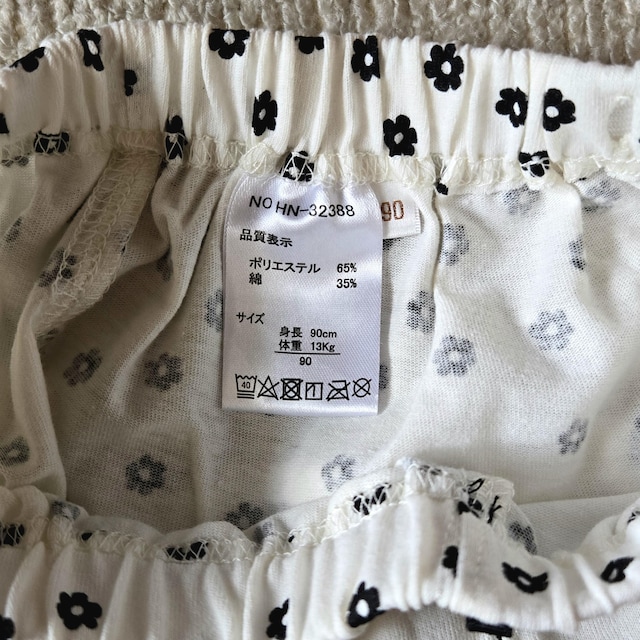 NO HN-32388
90
品質表示
ポリエステル 65%
綿 35%
サイズ
身長 90cm
体重 13Kg
90
40